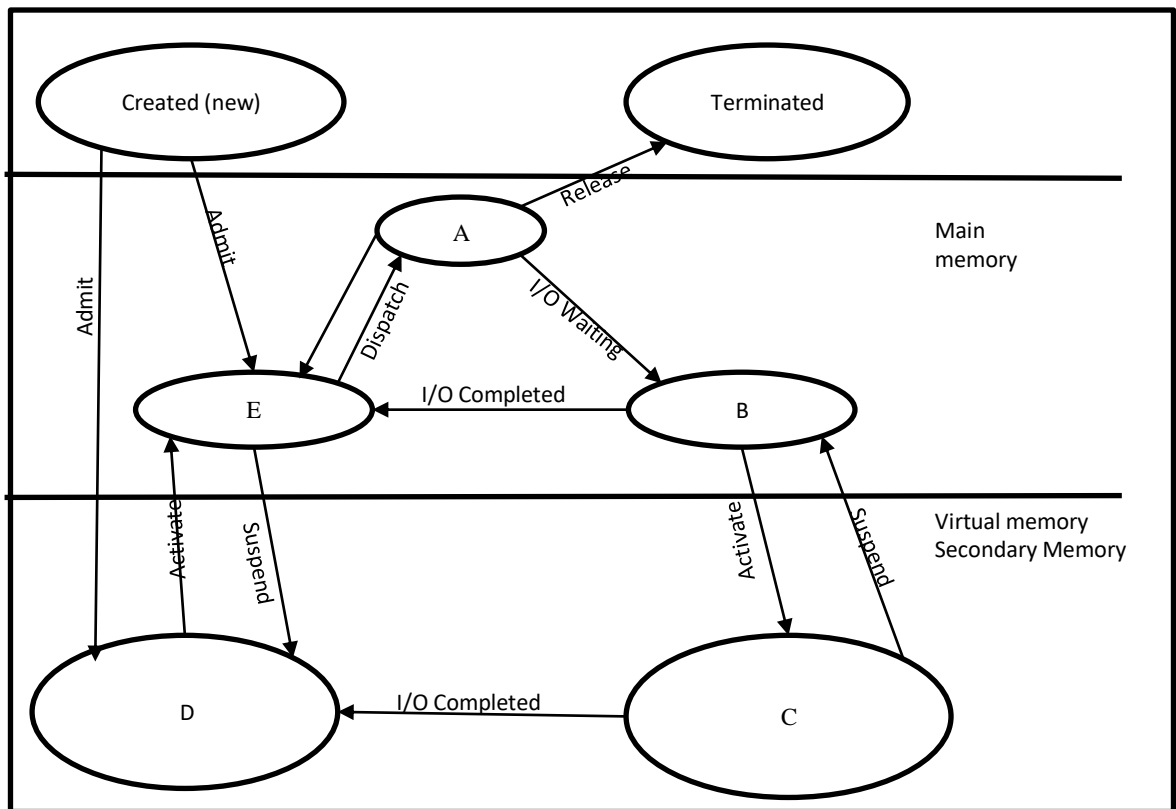 Created (new)
Terminated
Release
Admit
A
Main
memory
Admit
Dispatch
I/O Waiting
E
I/O Completed
B
Activate
Suspend
Activate
Suspend
Virtual memory
Secondary Memory
D
I/O Completed
C